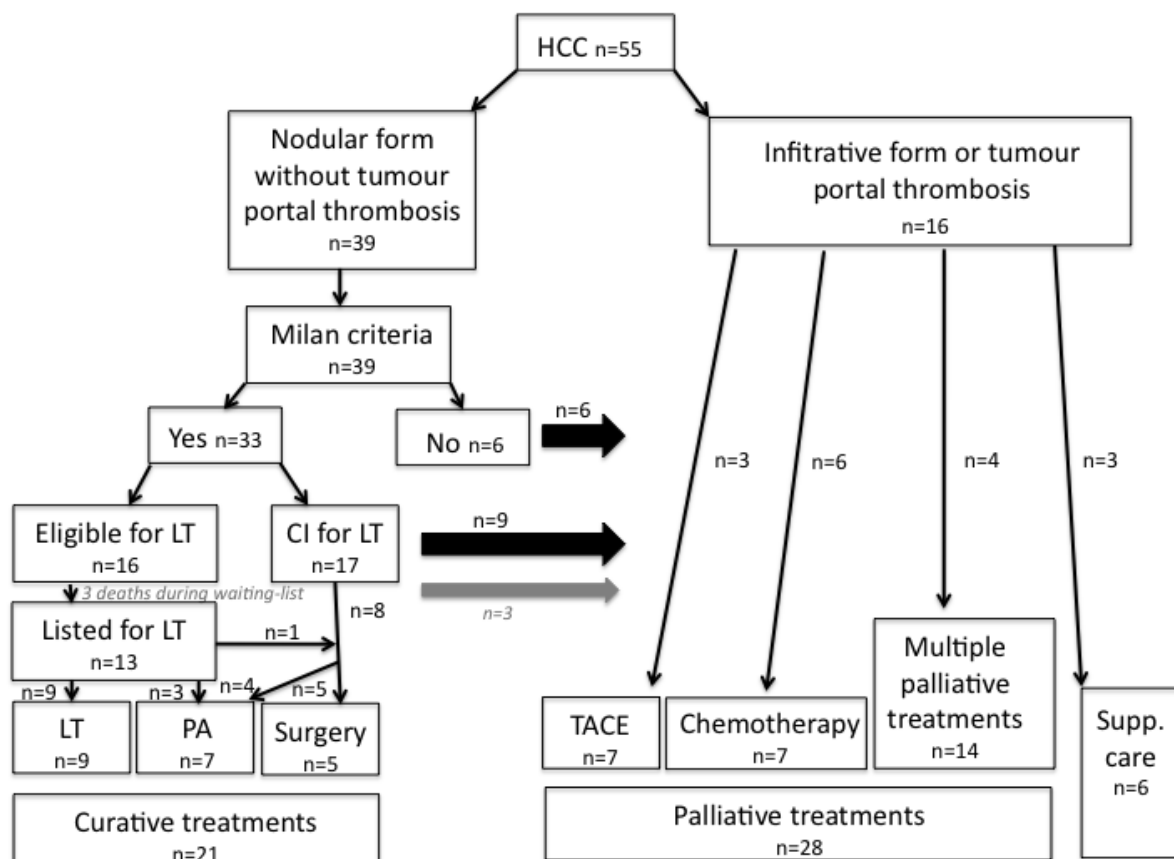 HCC n=55
Nodular form
without tumour
portal thrombosis
n=39
Infitrative form or tumour
portal thrombosis
n=16
Milan criteria
n=39
Yes n=33
No n=6
n=6
n=3
n=6
n=4
n=3
Eligible for LT
n=16
CI for LT
n=17
n=9
n=3
3 deaths during waiting-list
n=8
Listed for LT
n=13
n=1
n=9
n=3
n=4
n=5
LT
n=9
PA
n=7
Surgery
n=5
TACE
n=7
Chemotherapy
n=7
Multiple
palliative
treatments
n=14
Supp.
care
n=6
Curative treatments
n=21
Palliative treatments
n=28